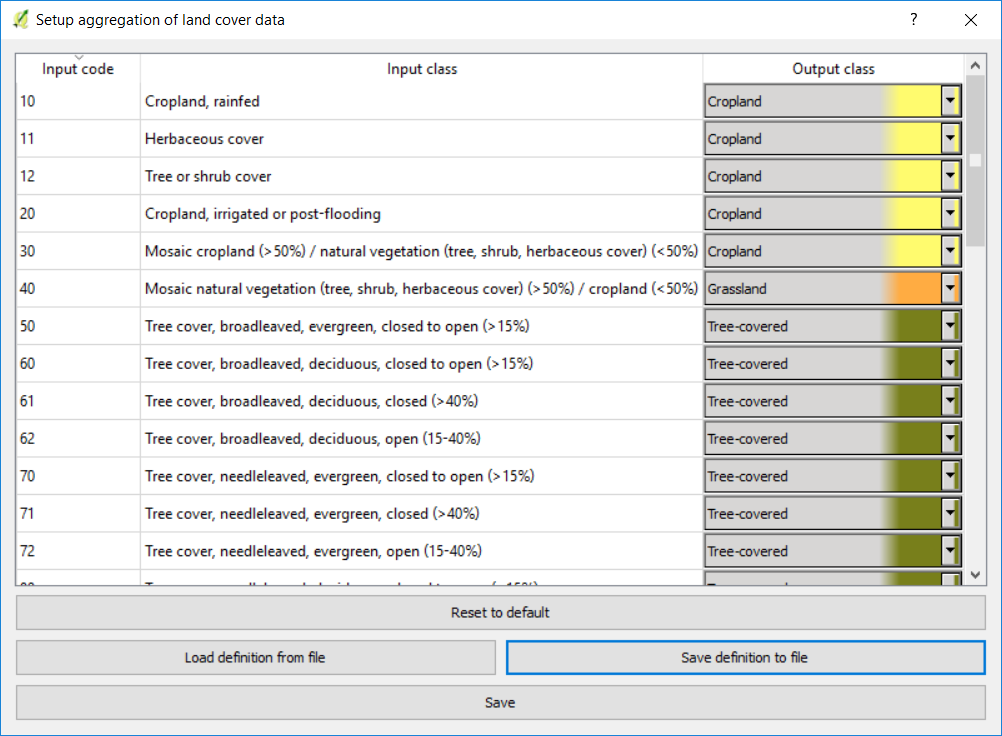 Setup aggregation of land cover data
?
Input code Input class Output class
10 Cropland, rainfed Cropland
11 Herbaceous cover Cropland
12 Tree or shrub cover Cropland
20 Cropland, irrigated or post-flooding Cropland
30 Mosaic cropland (>50%) / natural vegetation (tree, shrub, herbaceous cover) (<50%) Cropland
40 Mosaic natural vegetation (tree, shrub, herbaceous cover) (>50%) / cropland (<50%) Grassland
50 Tree cover, broadleaved, evergreen, closed to open (>15%) Tree-covered
60 Tree cover, broadleaved, deciduous, closed to open (>15%) Tree-covered
61 Tree cover, broadleaved, deciduous, closed (>40%) Tree-covered
62 Tree cover, broadleaved, deciduous, open (15-40%) Tree-covered
70 Tree cover, needleleaved, evergreen, closed to open (>15%) Tree-covered
71 Tree cover, needleleaved, evergreen, closed (>40%) Tree-covered
72 Tree cover, needleleaved, evergreen, open (15-40%) Tree-covered
Reset to default
Load definition from file Save definition to file
Save